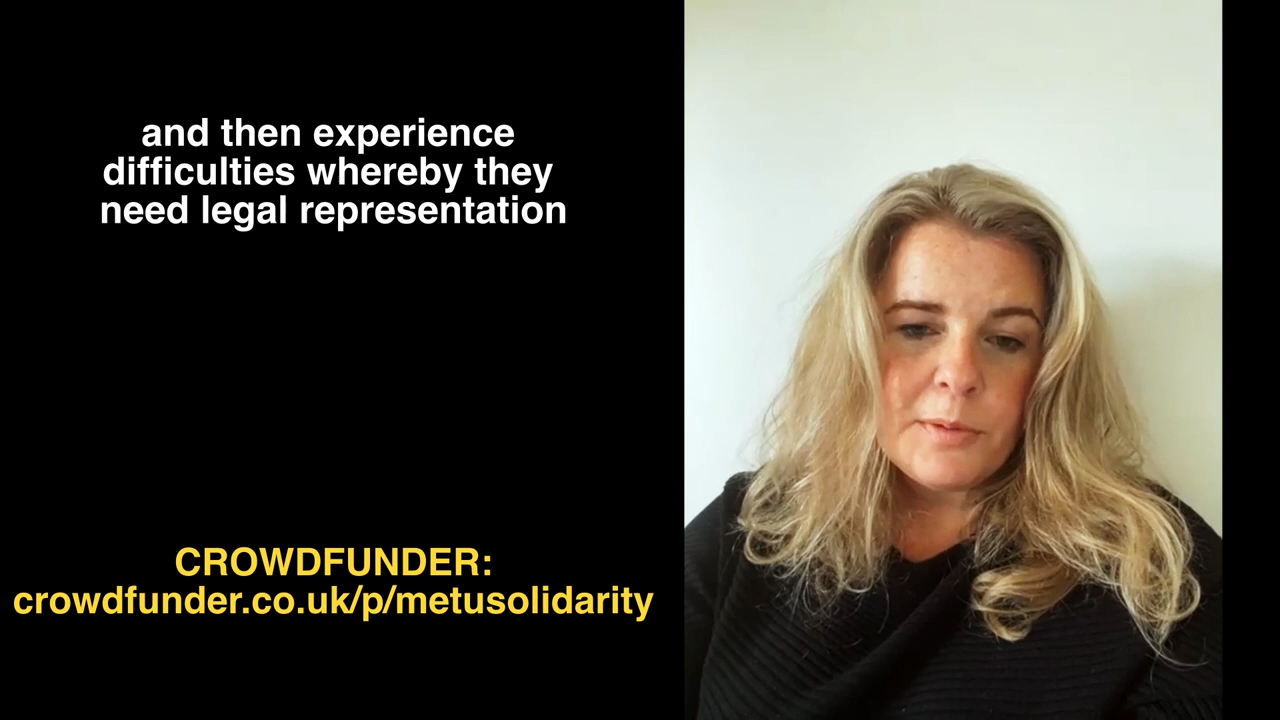 and then experience
difficulties whereby they
need legal representation
CROWDFUNDER:
crowdfunder.co.uk/p/metusolidarity